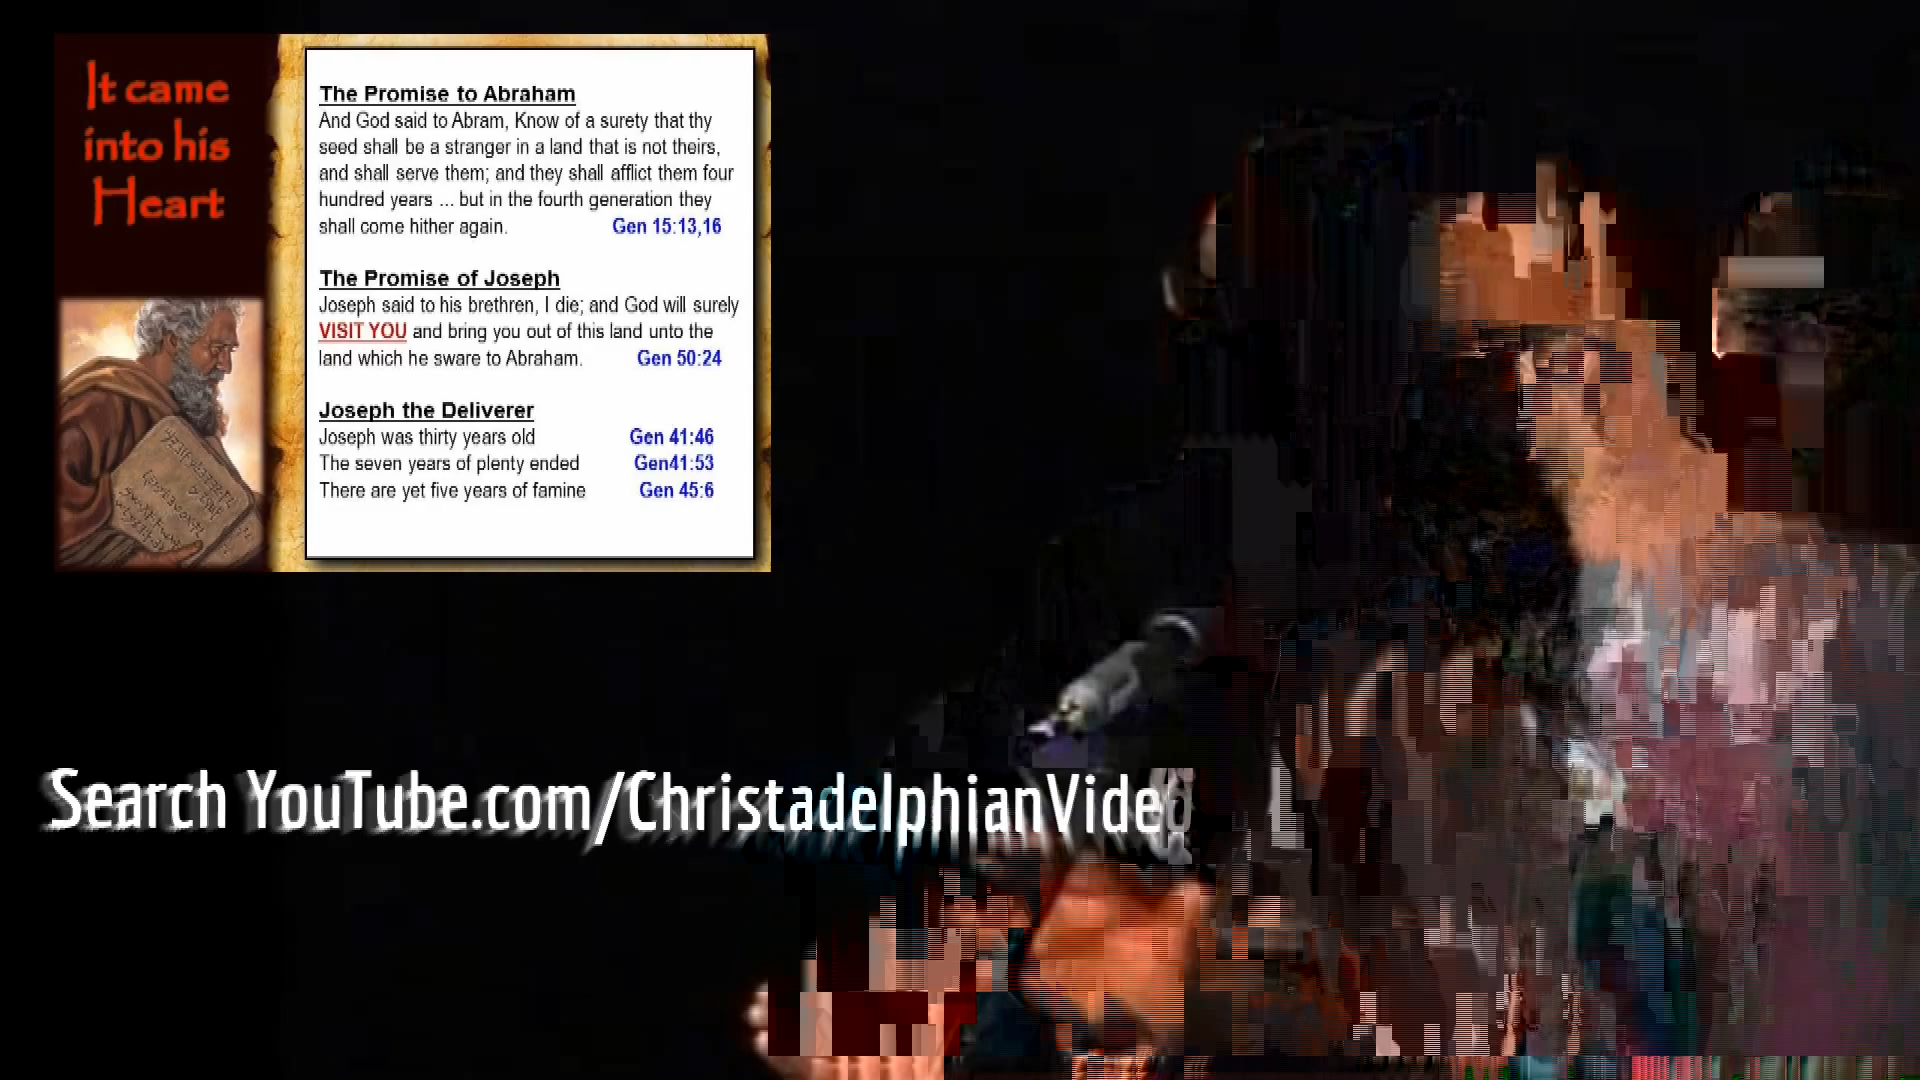 It came
into his
Heart
The Promise to Abraham
And God said to Abram, Know of a surety that thy
seed shall be a stranger in a land that is not theirs,
and shall serve them; and they shall afflict them four
hundred years ... but in the fourth generation they
shall come hither again. Gen 15:13,16
The Promise of Joseph
Joseph said to his brethren, I die; and God will surely
VISIT YOU and bring you out of this land unto the
land which he sware to Abraham. Gen 50:24
Joseph the Deliverer
Joseph was thirty years old Gen 41:46
The seven years of plenty ended Gen41:53
There are yet five years of famine Gen 45:6
Search YouTube.com/ChristadelphianVideo